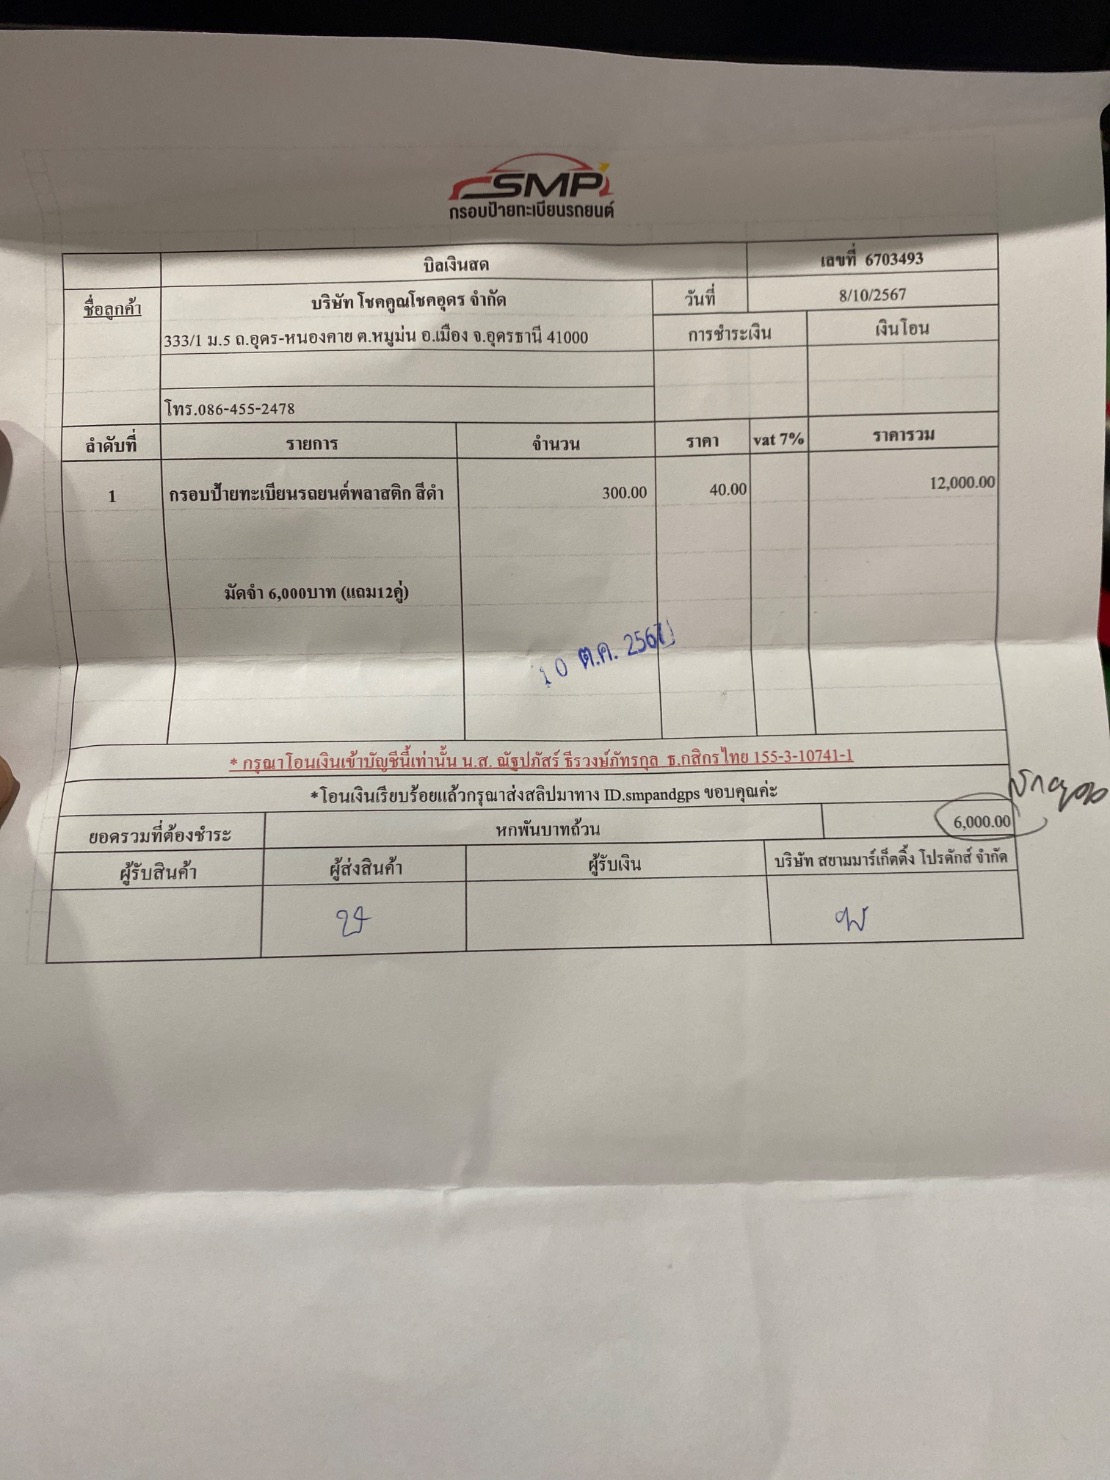 SMP
กรอบป้ายทะเบียนรถยนต์
บิลเงินสด เลขที่ 6703493
ชื่อลูกค้า บริษัท โชคคูณโชคอุดร จำกัด วันที่ 8/10/2567
333/1 ม.5 ถ.อุดร-หนองคาย ต.หมูม่น อ.เมือง จ.อุดรธานี 41000 การชำระเงิน เงินโอน
โทร.086-455-2478
ลำดับที่ รายการ จำนวน ราคา vat 7% ราคารวม
1 กรอบป้ายทะเบียนรถยนต์พลาสติก สีดำ 300.00 40.00 12,000.00
มัดจำ 6,000บาท (แถม12คู่)
10 ต.ค. 2567
* กรุณาโอนเงินเข้าบัญชีนี้เท่านั้น น.ส. ณัฐปภัสร์ ธีรวงษ์ภัทรกุล ธ.กสิกรไทย 155-3-10741-1
*โอนเงินเรียบร้อยแล้วกรุณาส่งสลิปมาทาง ID.smpandgps ขอบคุณค่ะ
ยอดรวมที่ต้องชำระ หกพันบาทถ้วน 6,000.00
ผู้รับสินค้า ผู้ส่งสินค้า ผู้รับเงิน บริษัท สยามมาร์เก็ตติ้ง โปรดักส์ จำกัด